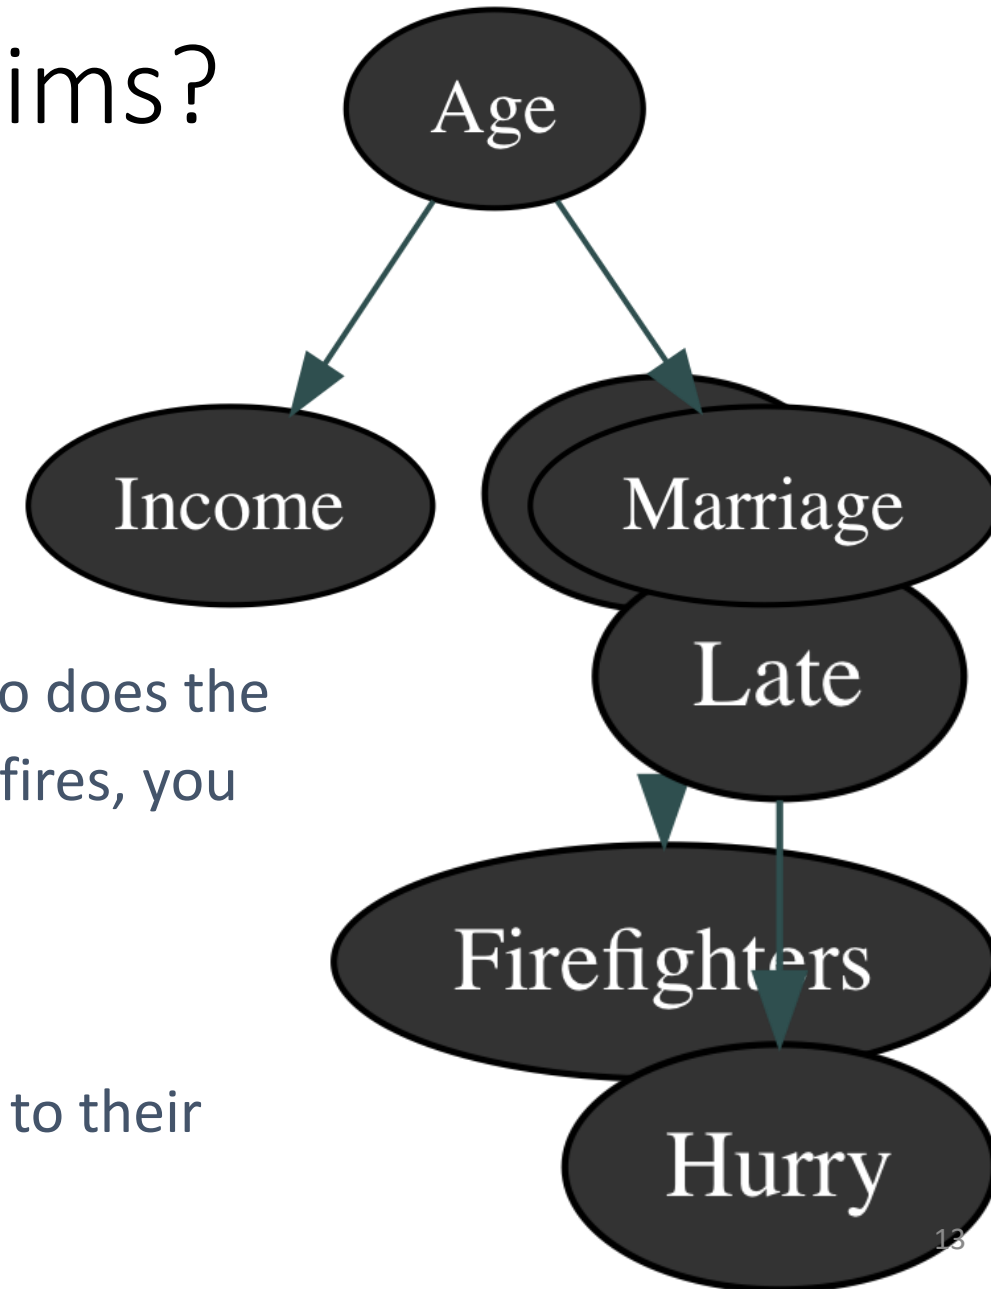 ims?
Age
Income
Marriage
Late
o does the
fires, you
Firefighters
to their
Hurry
13